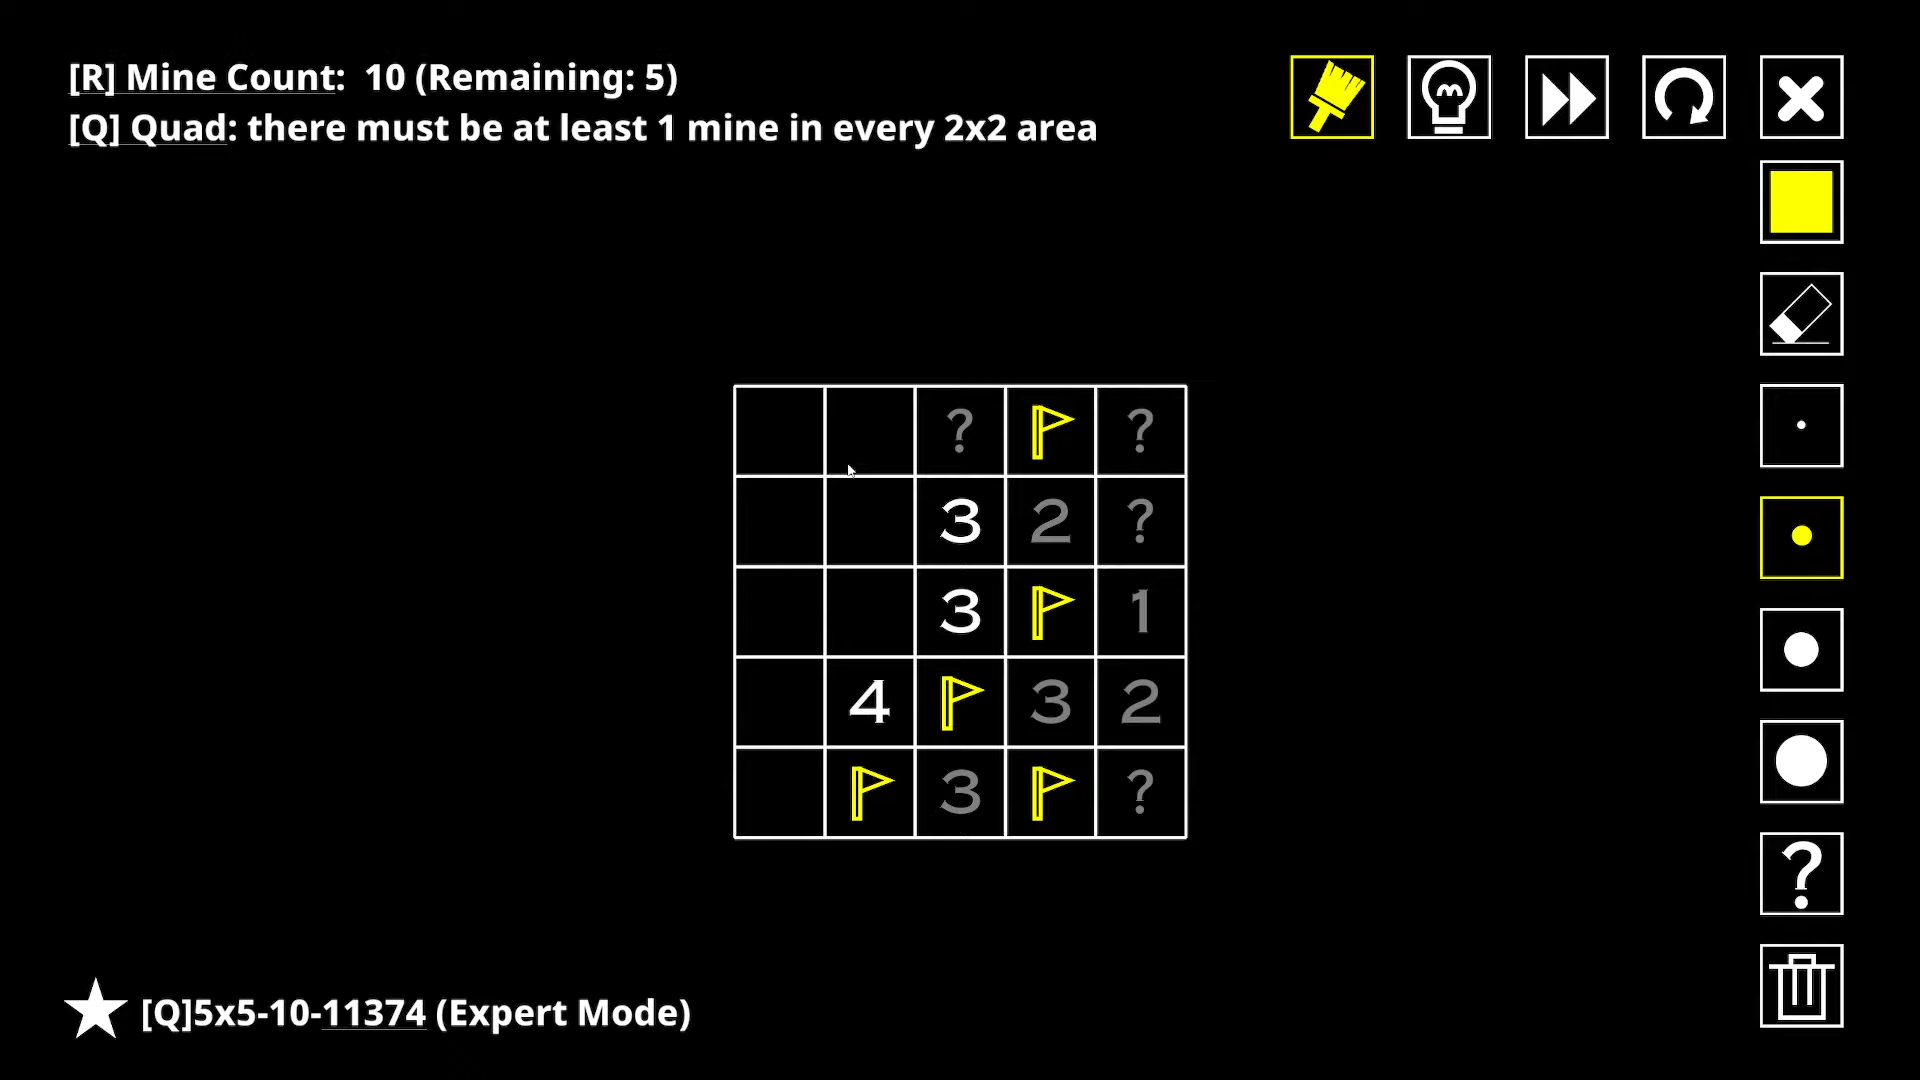 [R] Mine Count: 10 (Remaining: 5)
[Q] Quad: there must be at least 1 mine in every 2x2 area
? ?
3 2 ?
3 1
4 3 2
3 ?
?
[Q]5x5-10-11374 (Expert Mode)